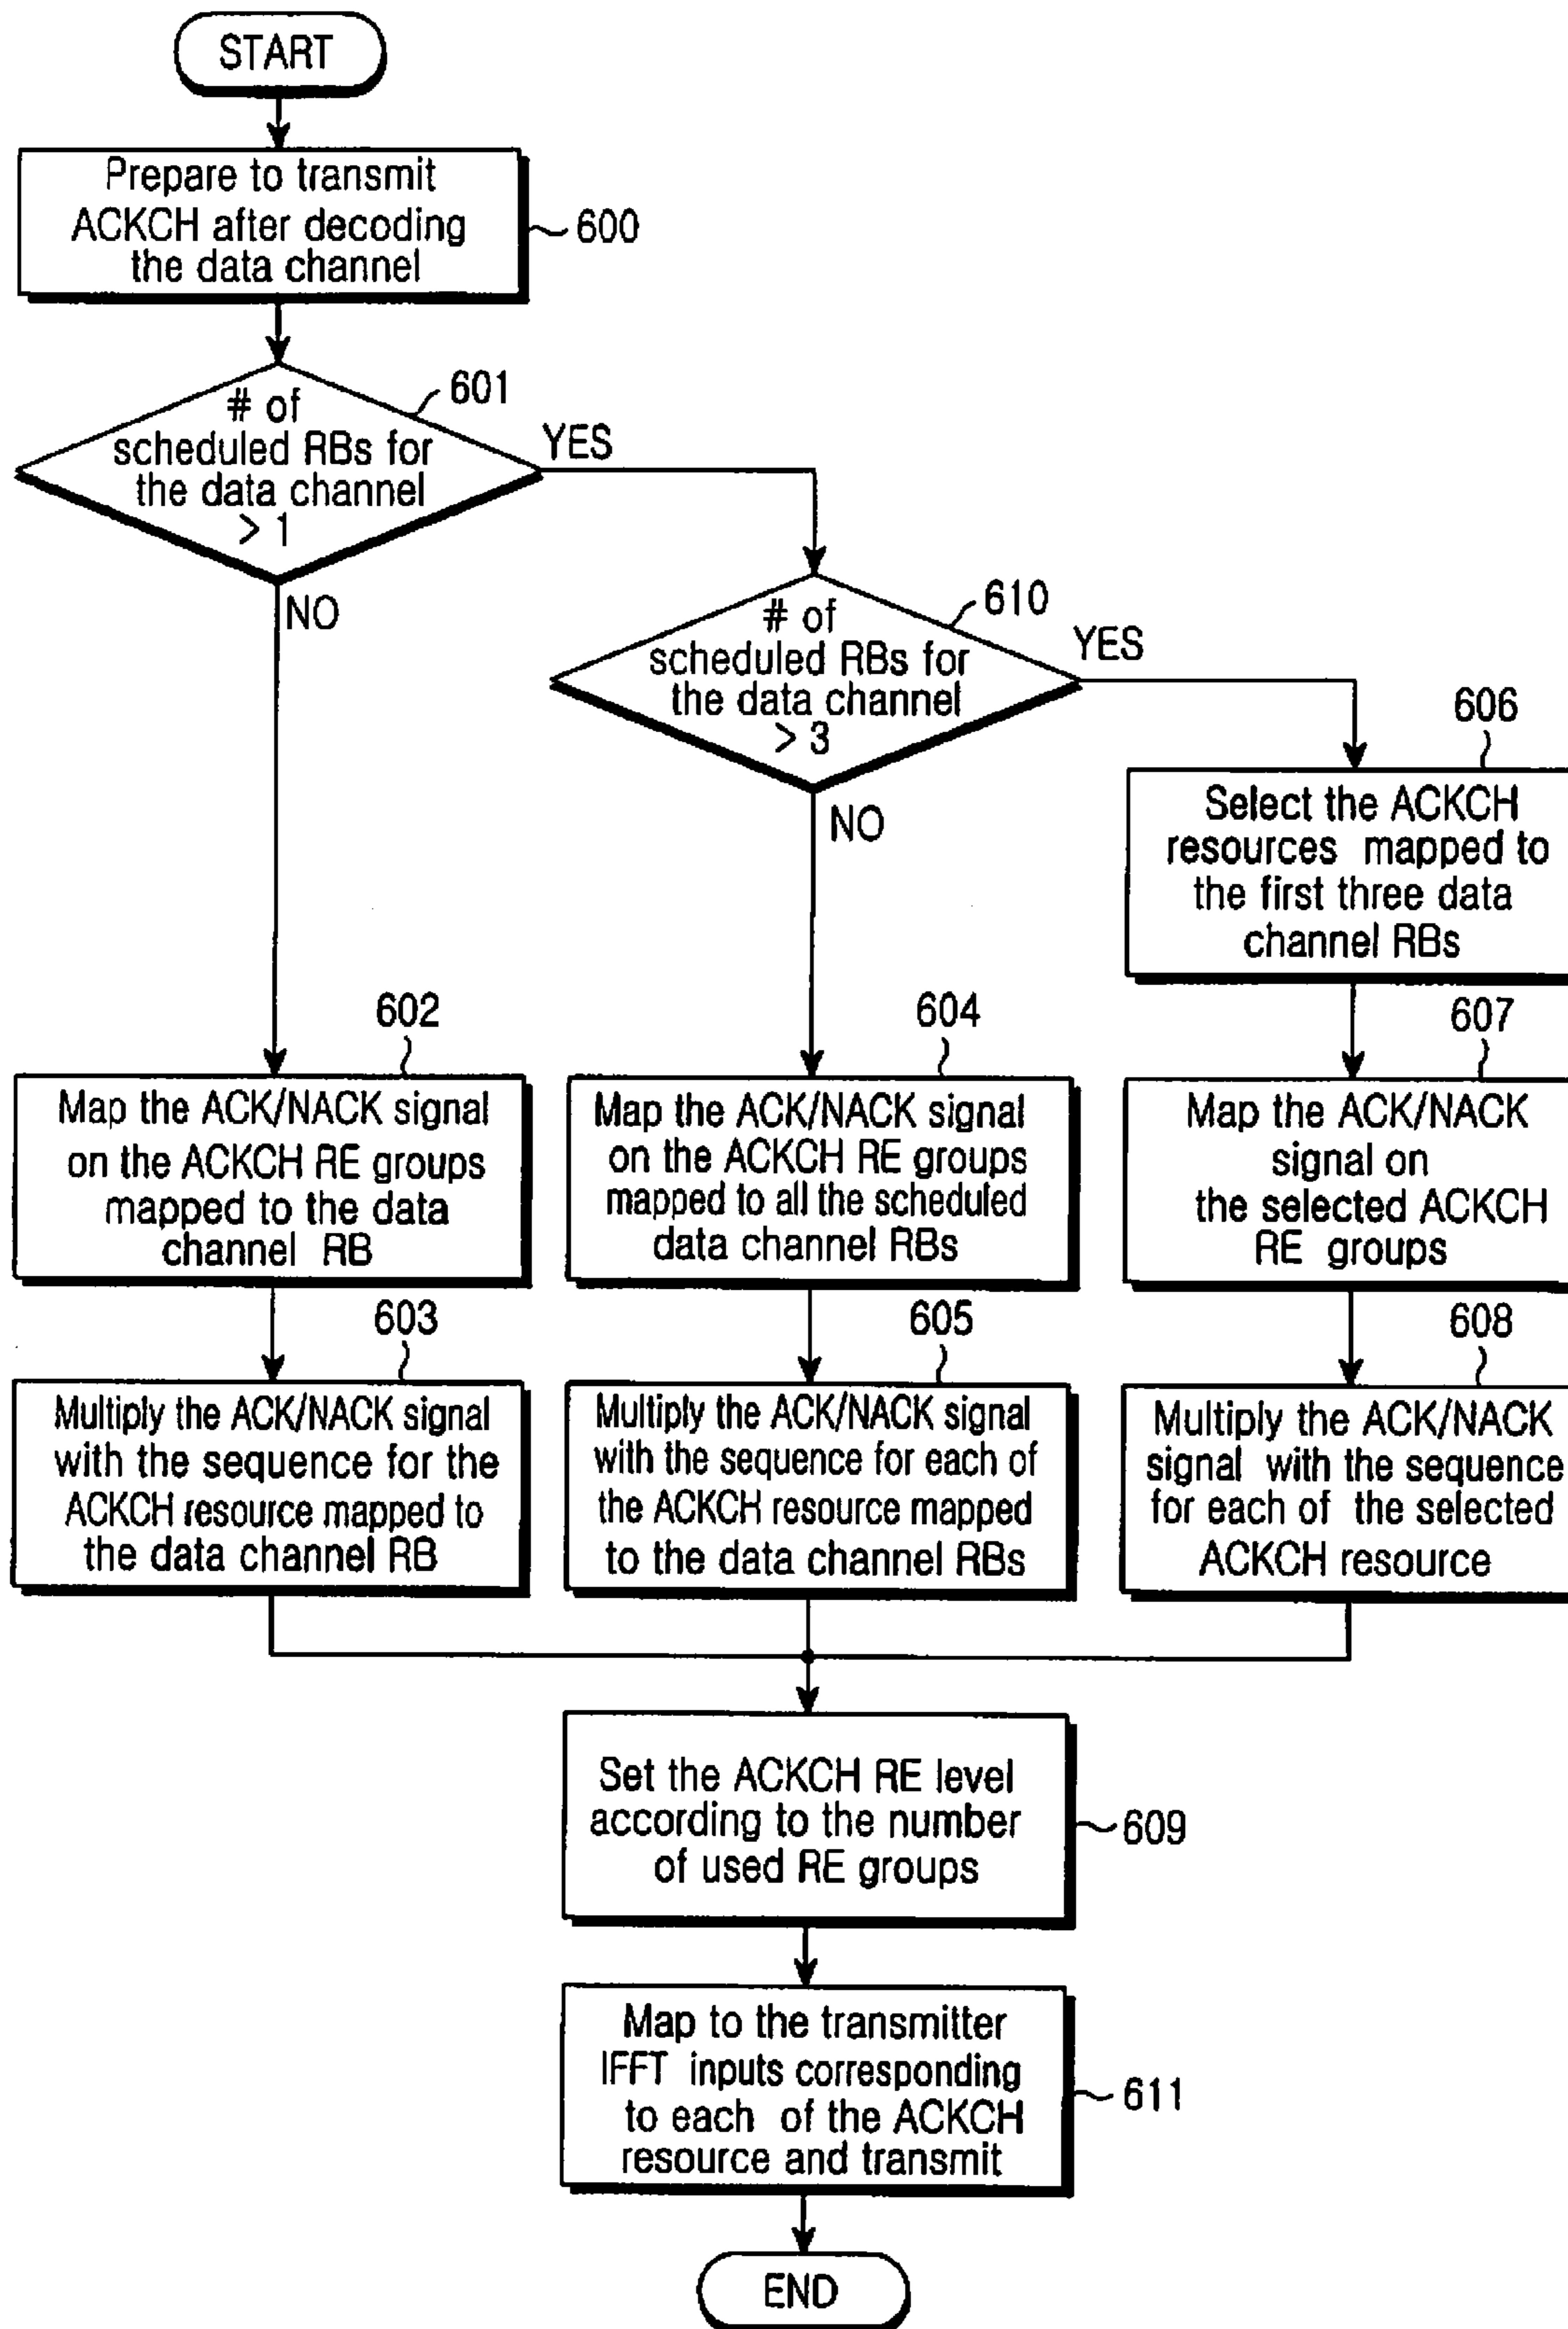 START
Prepare to transmit
ACKCH after decoding
the data channel
600
# of
scheduled RBs for
the data channel
> 1
601
YES
NO
# of
scheduled RBs for
the data channel
> 3
610
YES
NO
606
Select the ACKCH
resources mapped to
the first three data
channel RBs
602
Map the ACK/NACK signal
on the ACKCH RE groups
mapped to the data
channel RB
604
Map the ACK/NACK signal
on the ACKCH RE groups
mapped to all the scheduled
data channel RBs
607
Map the ACK/NACK
signal on
the selected ACKCH
RE groups
603
Multiply the ACK/NACK signal
with the sequence for the
ACKCH resource mapped to
the data channel RB
605
Multiply the ACK/NACK signal
with the sequence for each of
the ACKCH resource mapped
to the data channel RBs
608
Multiply the ACK/NACK
signal with the sequence
for each of the selected
ACKCH resource
Set the ACKCH RE level
according to the number
of used RE groups
609
Map to the transmitter
IFFT inputs corresponding
to each of the ACKCH
resource and transmit
611
END